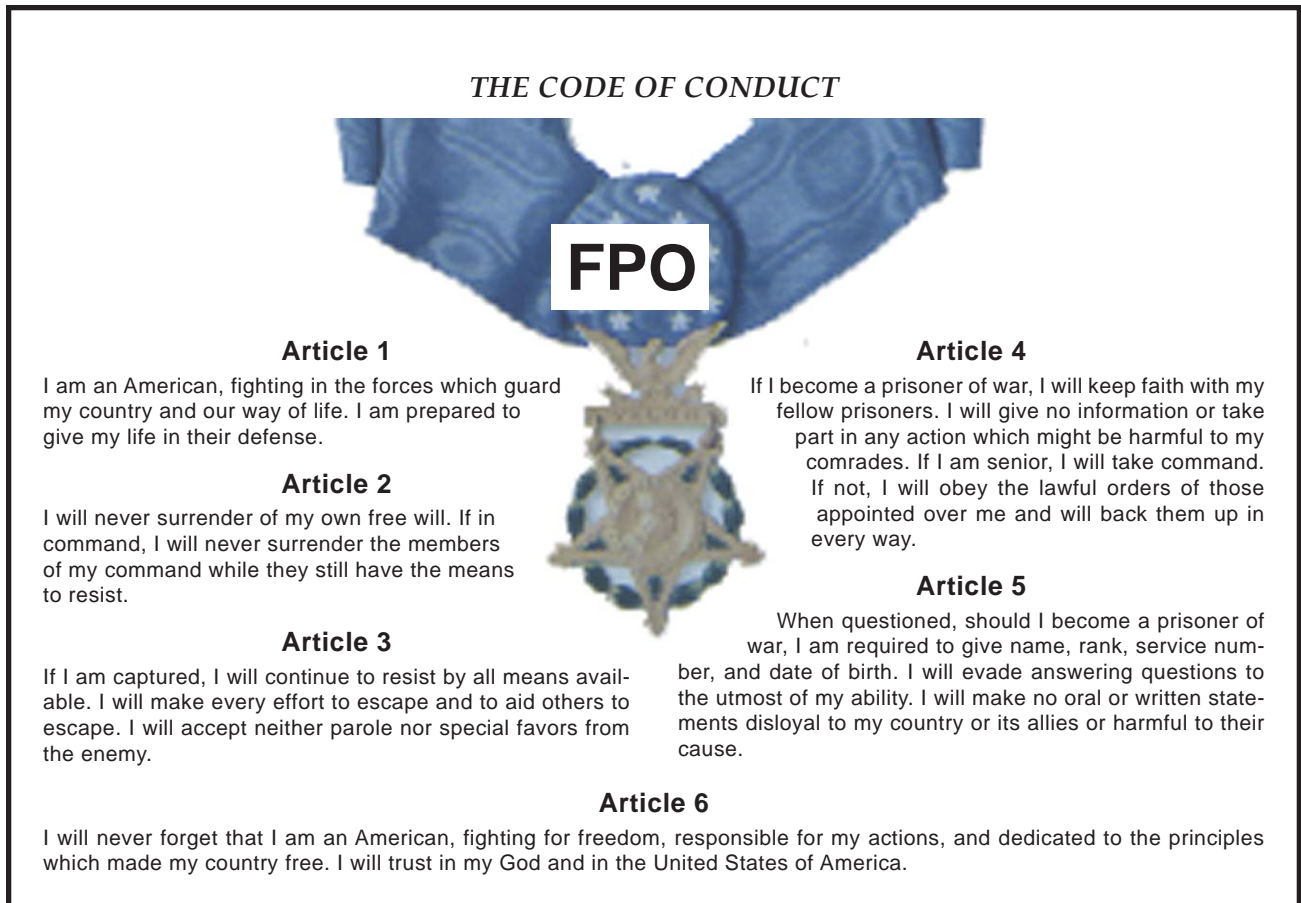 THE CODE OF CONDUCT
FPO
Article 1
I am an American, fighting in the forces which guard
my country and our way of life. I am prepared to
give my life in their defense.
Article 2
I will never surrender of my own free will. If in
command, I will never surrender the members
of my command while they still have the means
to resist.
Article 3
If I am captured, I will continue to resist by all means avail-
able. I will make every effort to escape and to aid others to
escape. I will accept neither parole nor special favors from
the enemy.
Article 4
If I become a prisoner of war, I will keep faith with my
fellow prisoners. I will give no information or take
part in any action which might be harmful to my
comrades. If I am senior, I will take command.
If not, I will obey the lawful orders of those
appointed over me and will back them up in
every way.
Article 5
When questioned, should I become a prisoner of
war, I am required to give name, rank, service num-
ber, and date of birth. I will evade answering questions to
the utmost of my ability. I will make no oral or written state-
ments disloyal to my country or its allies or harmful to their
cause.
Article 6
I will never forget that I am an American, fighting for freedom, responsible for my actions, and dedicated to the principles
which made my country free. I will trust in my God and in the United States of America.